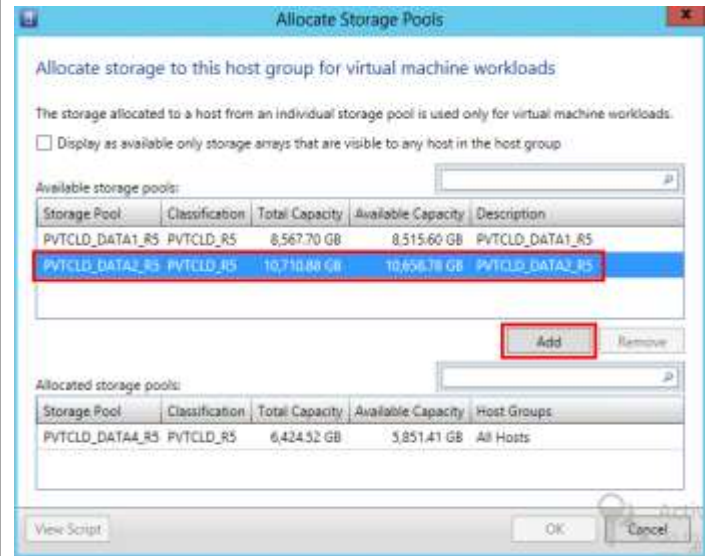 Allocate Storage Pools
Allocate storage to this host group for virtual machine workloads
The storage allocated to a host from an individual storage pool is used only for virtual machine workloads.
Display as available only storage arrays that are visible to any host in the host group
Available storage pools:
Storage Pool Classification Total Capacity Available Capacity Description
PVTCLD_DATA1_R5 PVTCLD_R5 8,567.70 GB 8,515.60 GB PVTCLD_DATA1_R5
PVTCLD_DATA2_R5 PVTCLD_R5 10,710.88 GB 10,658.78 GB PVTCLD_DATA2_R5
Add Remove
Allocated storage pools:
Storage Pool Classification Total Capacity Available Capacity Host Groups
PVTCLD_DATA4_R5 PVTCLD_R5 6,424.52 GB 5,851.41 GB All Hosts
View Script OK Cancel